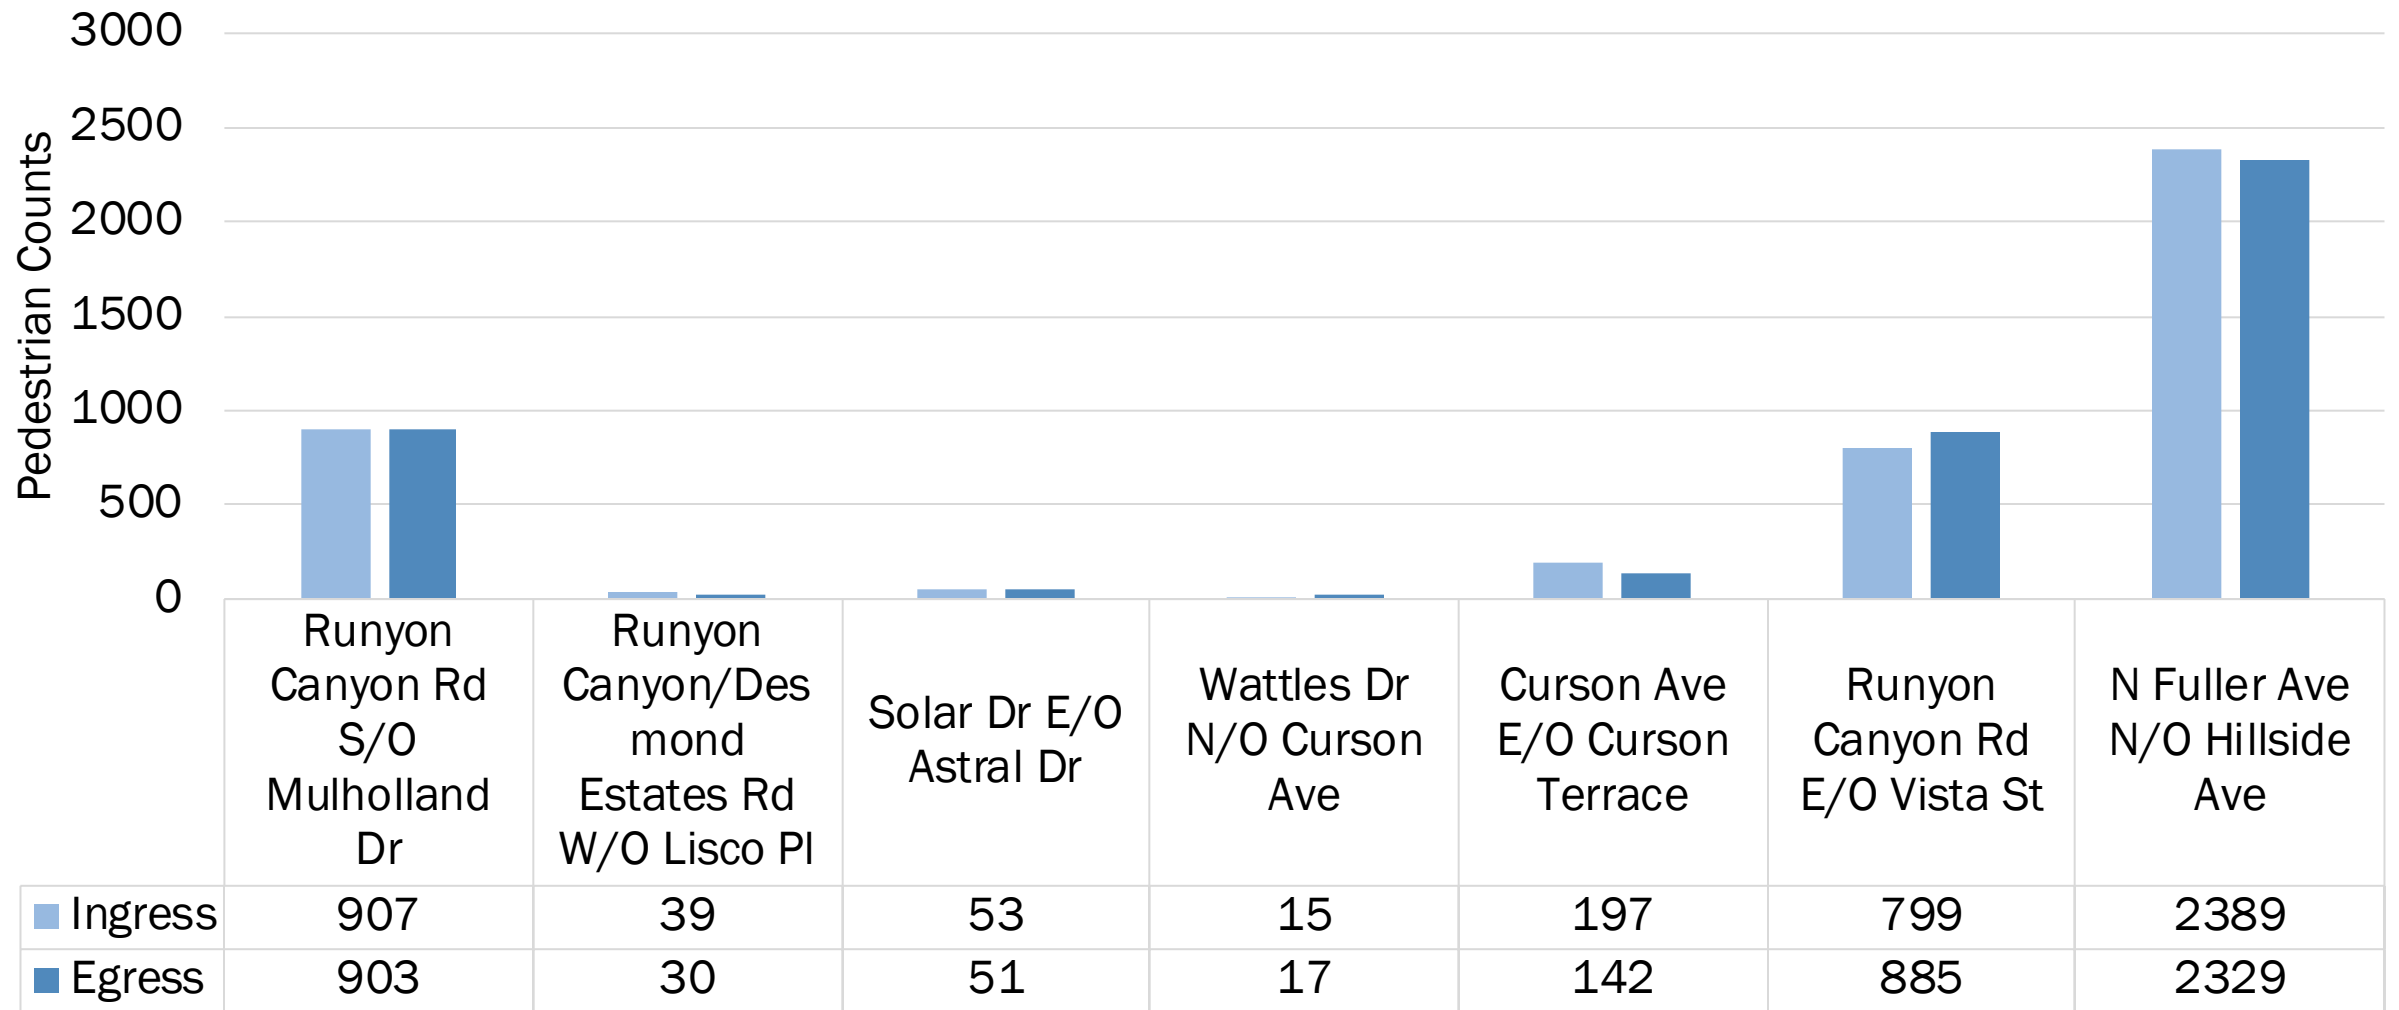 3000
2500
2000
1500
1000
500
0
Pedestrian Counts
Runyon
Canyon Rd
S/O
Mulholland
Dr
Runyon
Canyon/Des
mond
Estates Rd
W/O Lisco Pl
Solar Dr E/O
Astral Dr
Wattles Dr
N/O Curson
Ave
Curson Ave
E/O Curson
Terrace
Runyon
Canyon Rd
E/O Vista St
N Fuller Ave
N/O Hillside
Ave
Ingress 907 39 53 15 197 799 2389
Egress 903 30 51 17 142 885 2329